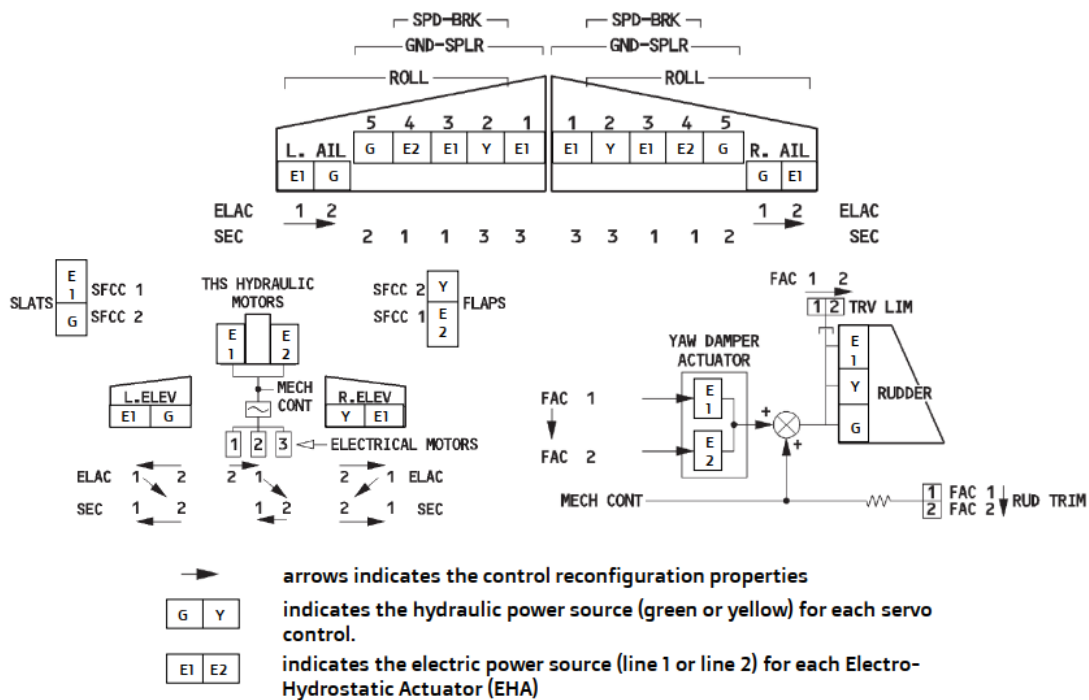 SPD-BRK SPD-BRK
GND-SPLR GND-SPLR
ROLL ROLL
5 4 3 2 1 1 2 3 4 5
G E2 E1 Y E1 E1 Y E1 E2 G
L. AIL R. AIL
E1 G G E1
ELAC 1 2 1 2 ELAC
SEC 2 1 1 3 3 3 3 1 1 2 SEC
SLATS E1 SFCC 1
G SFCC 2
THS HYDRAULIC
MOTORS
E1 E2
SFCC 2 Y FLAPS
SFCC 1 E2
MECH
CONT
L.ELEV R.ELEV
E1 G Y E1
1 2 3 ELECTRICAL MOTORS
ELAC 1 2 2 1 2 1 ELAC
SEC 1 2 1 2 2 1 SEC
FAC 1 2
1 2 TRV LIM
YAW DAMPER
ACTUATOR
FAC 1 E1
FAC 2 E2
+
+
E1
Y RUDDER
G
MECH CONT
1 FAC 1 RUD TRIM
2 FAC 2
arrows indicates the control reconfiguration properties
G Y indicates the hydraulic power source (green or yellow) for each servo
control.
E1 E2 indicates the electric power source (line 1 or line 2) for each Electro-
Hydrostatic Actuator (EHA)